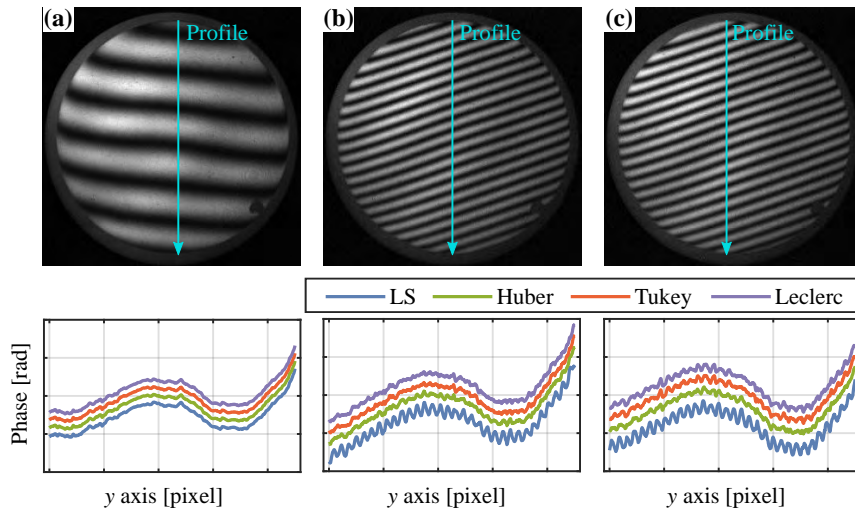 (a)
Profile
(b)
Profile
(c)
Profile
LS
Huber
Tukey
Leclerc
Phase [rad]
y axis [pixel]
y axis [pixel]
y axis [pixel]